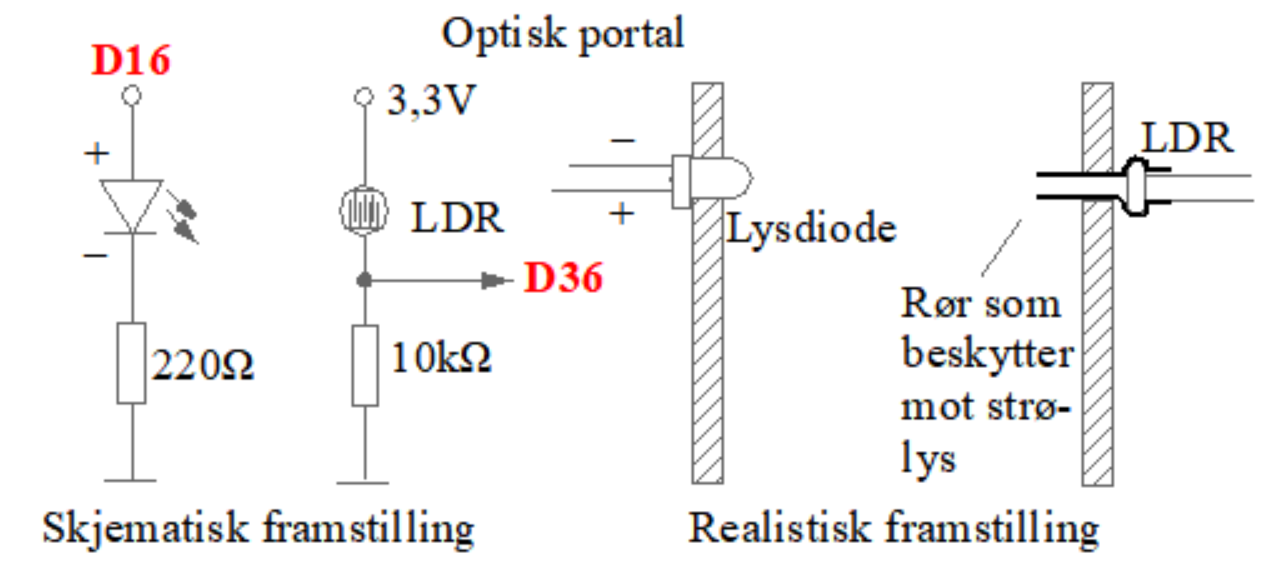 Optisk portal
D16
3,3V
+
–
LDR
D36
220Ω
10kΩ
Skjematisk framstilling
–
+
Lysdiode
LDR
Rør som
beskytter
mot strø-
lys
Realistisk framstilling